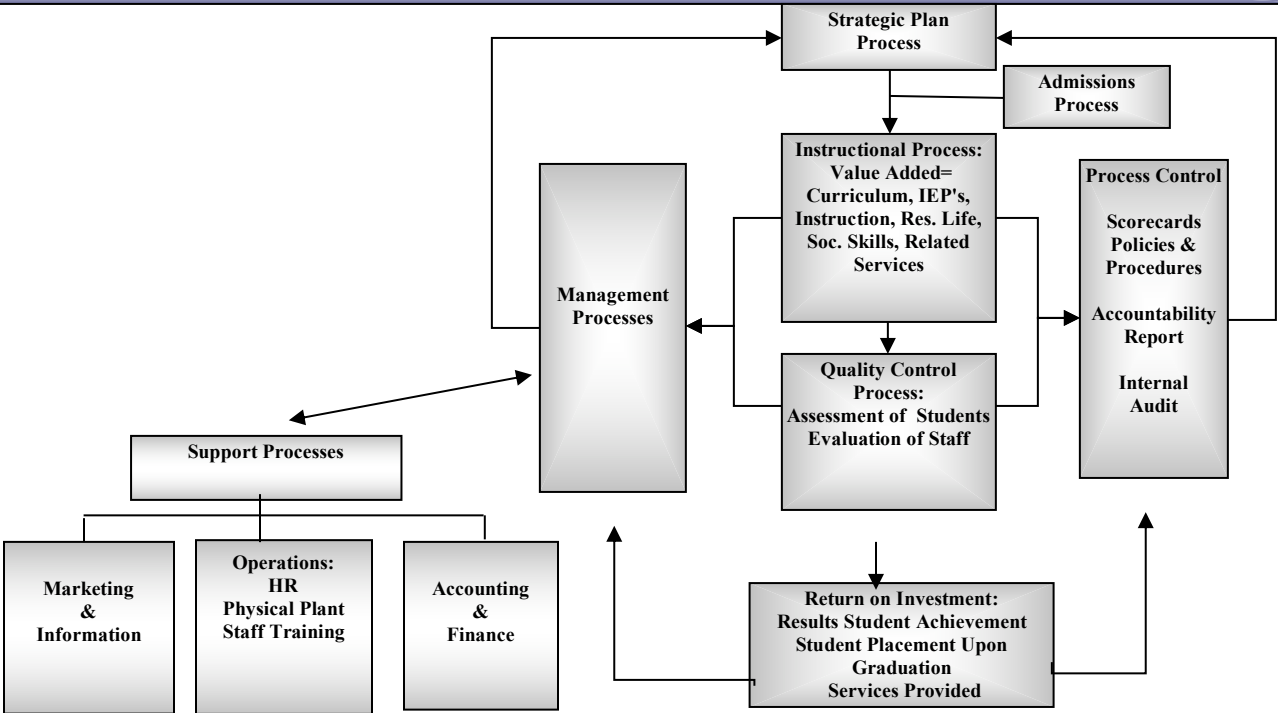 Strategic Plan
Process
Admissions
Process
Instructional Process:
Value Added=
Curriculum, IEP's,
Instruction, Res. Life,
Soc. Skills, Related
Services
Management
Processes
Process Control
Scorecards
Policies &
Procedures
Accountability
Report
Internal
Audit
Quality Control
Process:
Assessment of Students
Evaluation of Staff
Support Processes
Marketing
&
Information
Operations:
HR
Physical Plant
Staff Training
Accounting
&
Finance
Return on Investment:
Results Student Achievement
Student Placement Upon
Graduation
Services Provided